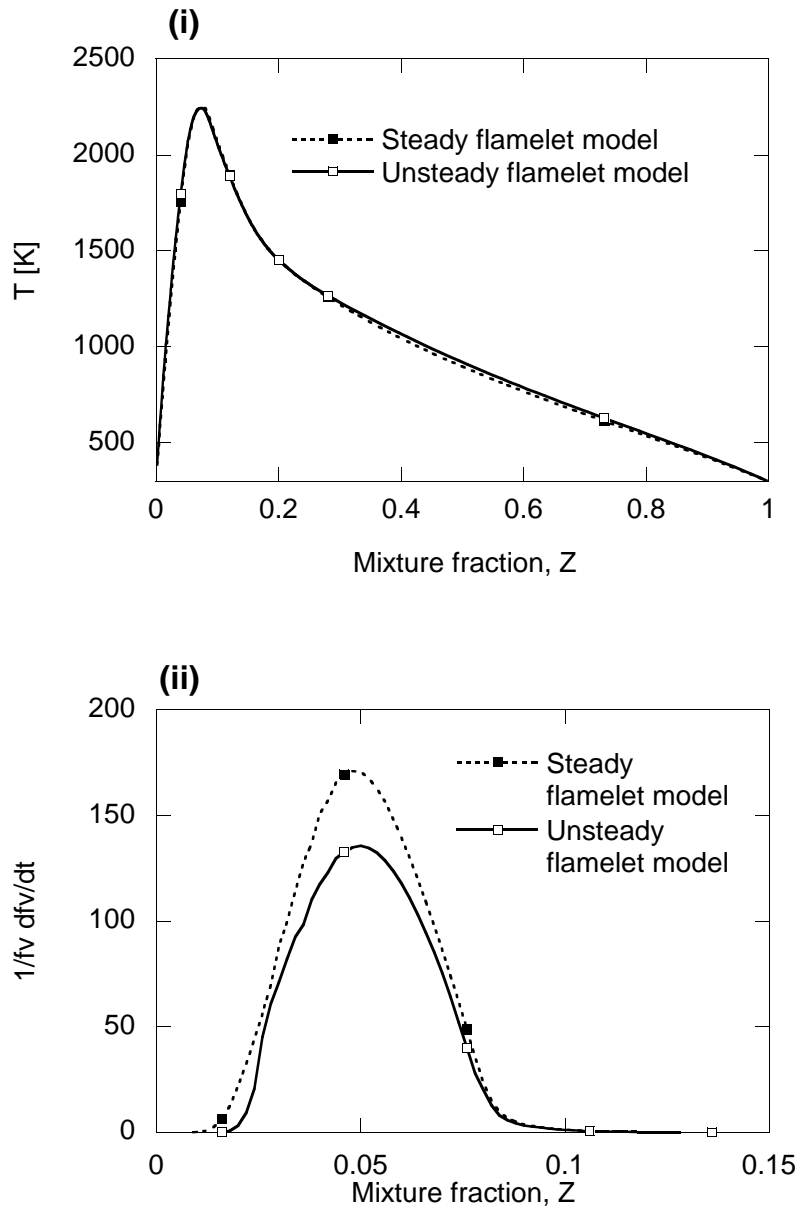 (i)
2500
2000
1500
1000
500
T [K]
Steady flamelet model
Unsteady flamelet model
0
0.2
0.4
0.6
0.8
1
Mixture fraction, Z
(ii)
200
150
100
50
0
1/fv dfv/dt
Steady
flamelet model
Unsteady
flamelet model
0
0.05
0.1
0.15
Mixture fraction, Z